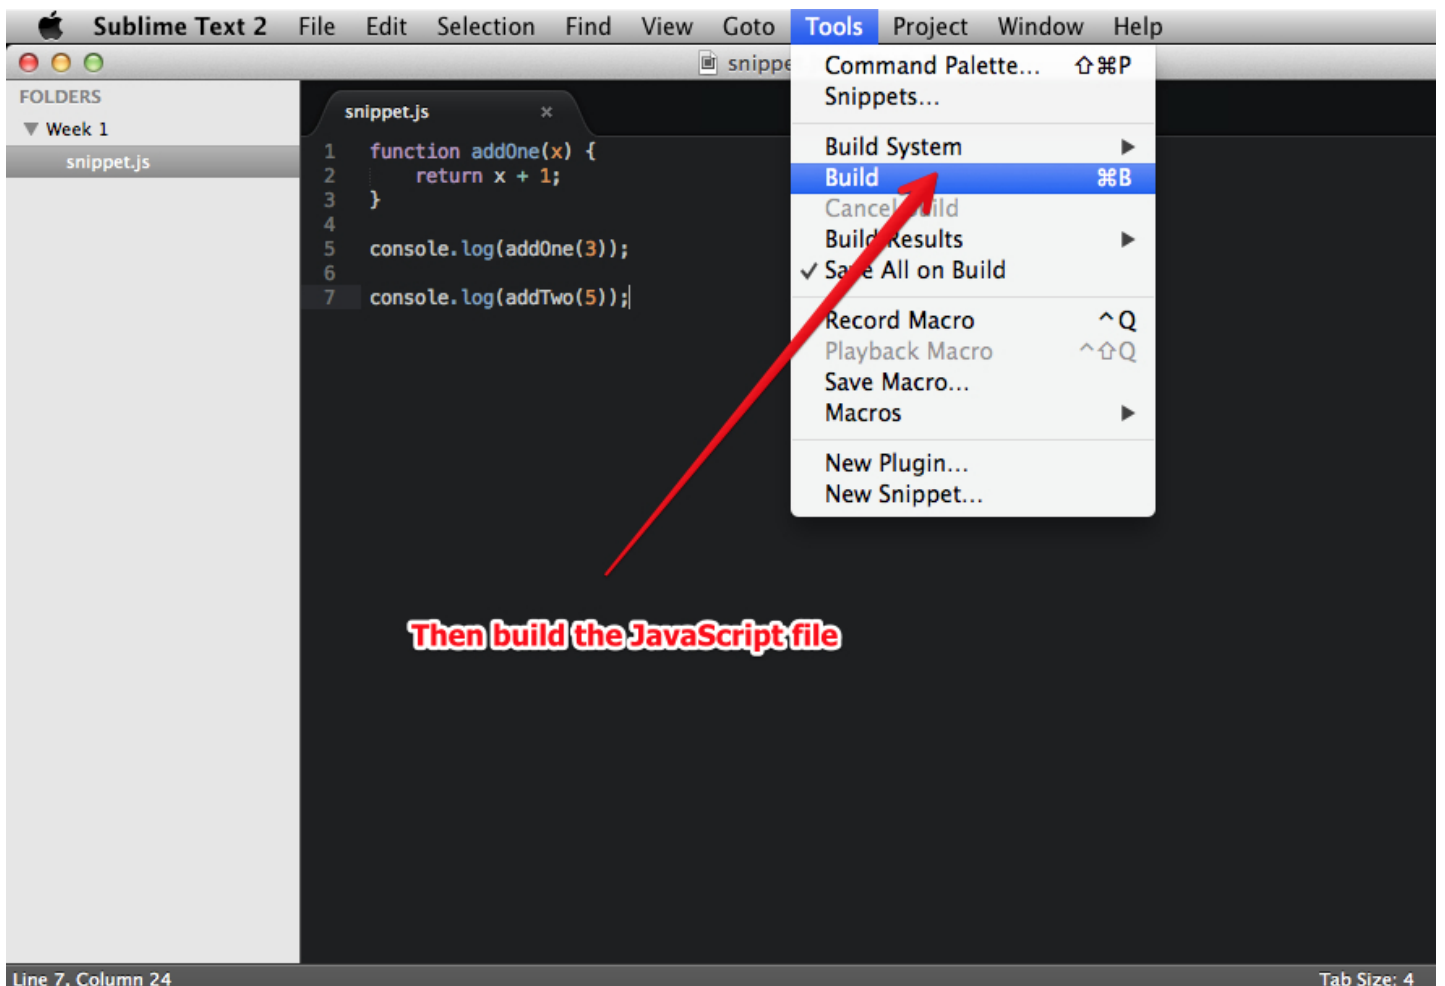 Sublime Text 2 File Edit Selection Find View Goto Tools Project Window Help
snippe
FOLDERS
Week 1
snippet.js
snippet.js ×
1 function addOne(x) {
2     return x + 1;
3 }
4
5 console.log(addOne(3));
6
7 console.log(addTwo(5));
Command Palette... ⇧⌘P
Snippets...
Build System ▶
Build ⌘B
Cancel Build
Build Results ▶
✓ Save All on Build
Record Macro ^Q
Playback Macro ^⇧Q
Save Macro...
Macros ▶
New Plugin...
New Snippet...
Then build the JavaScript file
Line 7, Column 24 Tab Size: 4